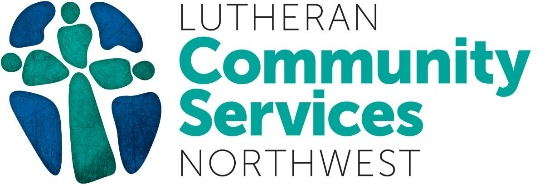 LUTHERAN
Community
Services
NORTHWEST